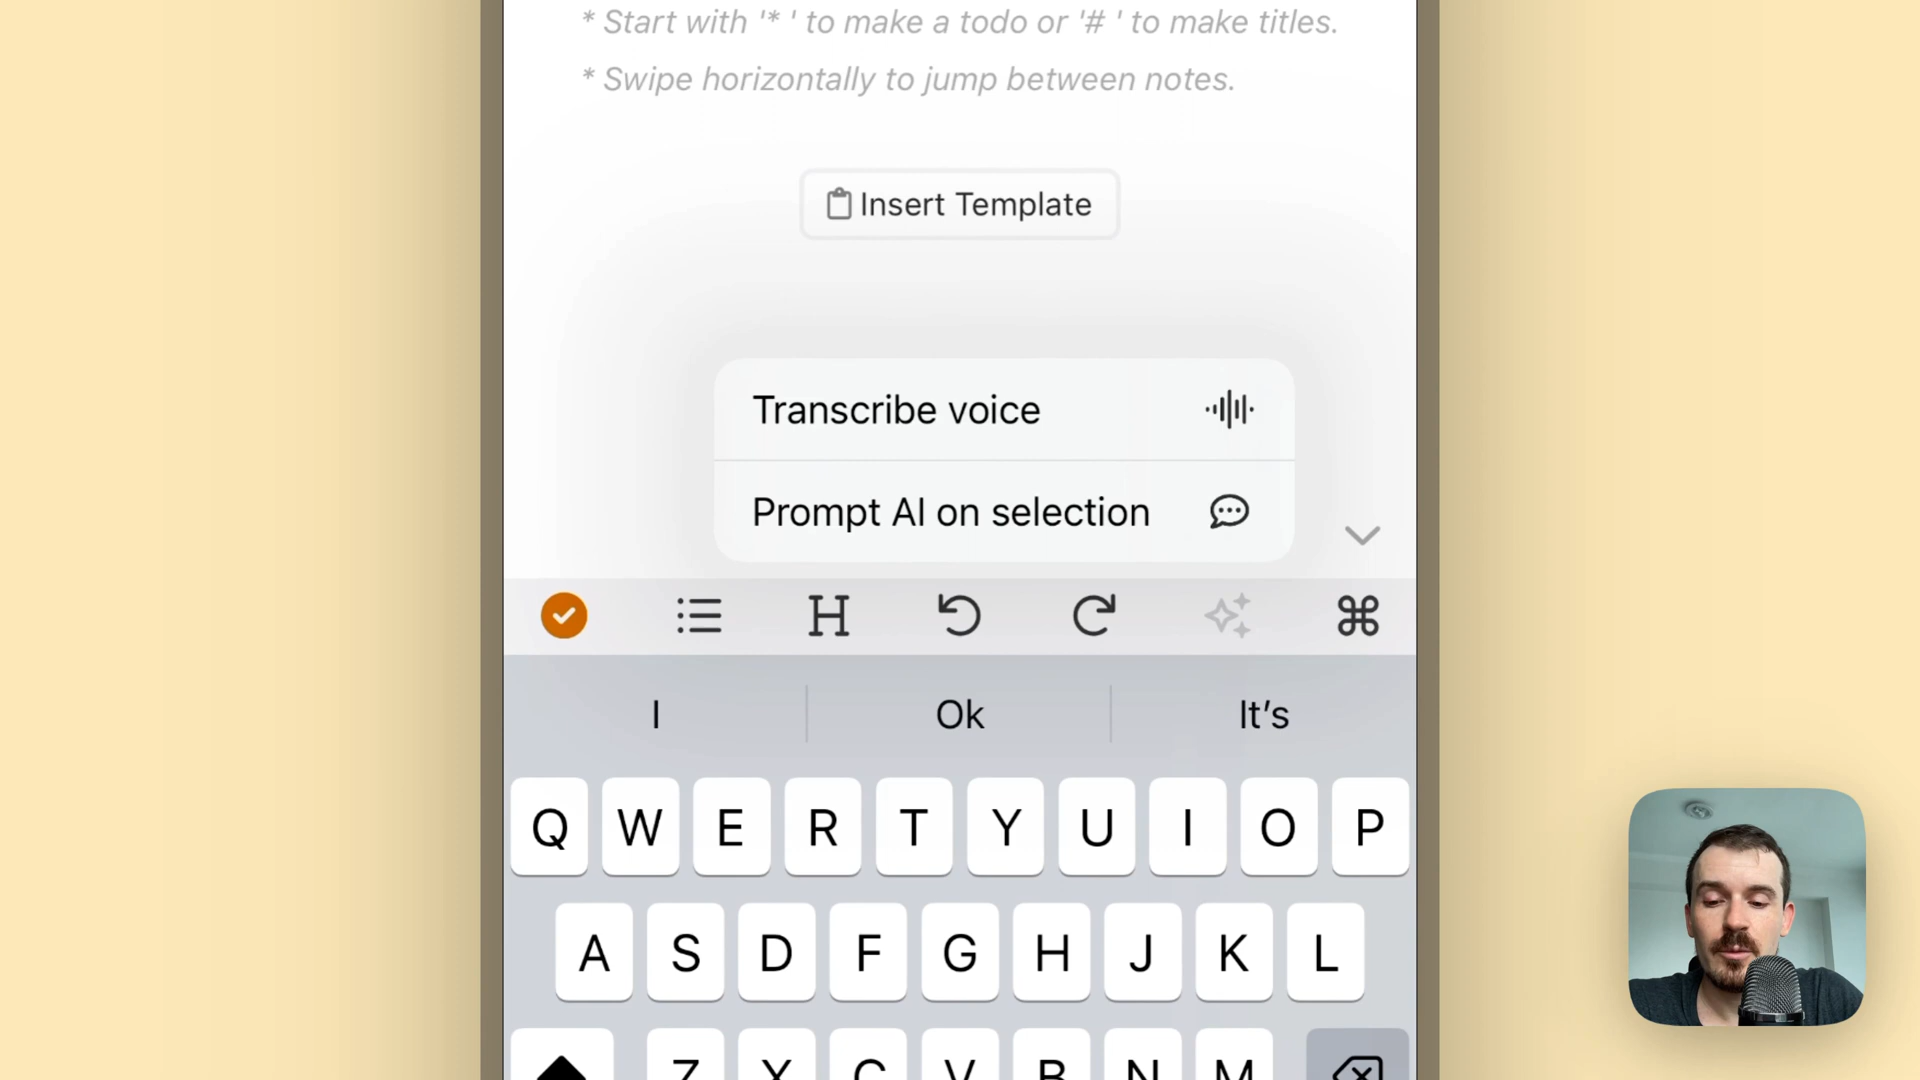 * Start with '* ' to make a todo or '# ' to make titles.
* Swipe horizontally to jump between notes.
Insert Template
Transcribe voice
Prompt AI on selection
H
I Ok It's
Q W E R T Y U I O P
A S D F G H J K L
Z X C V B N M